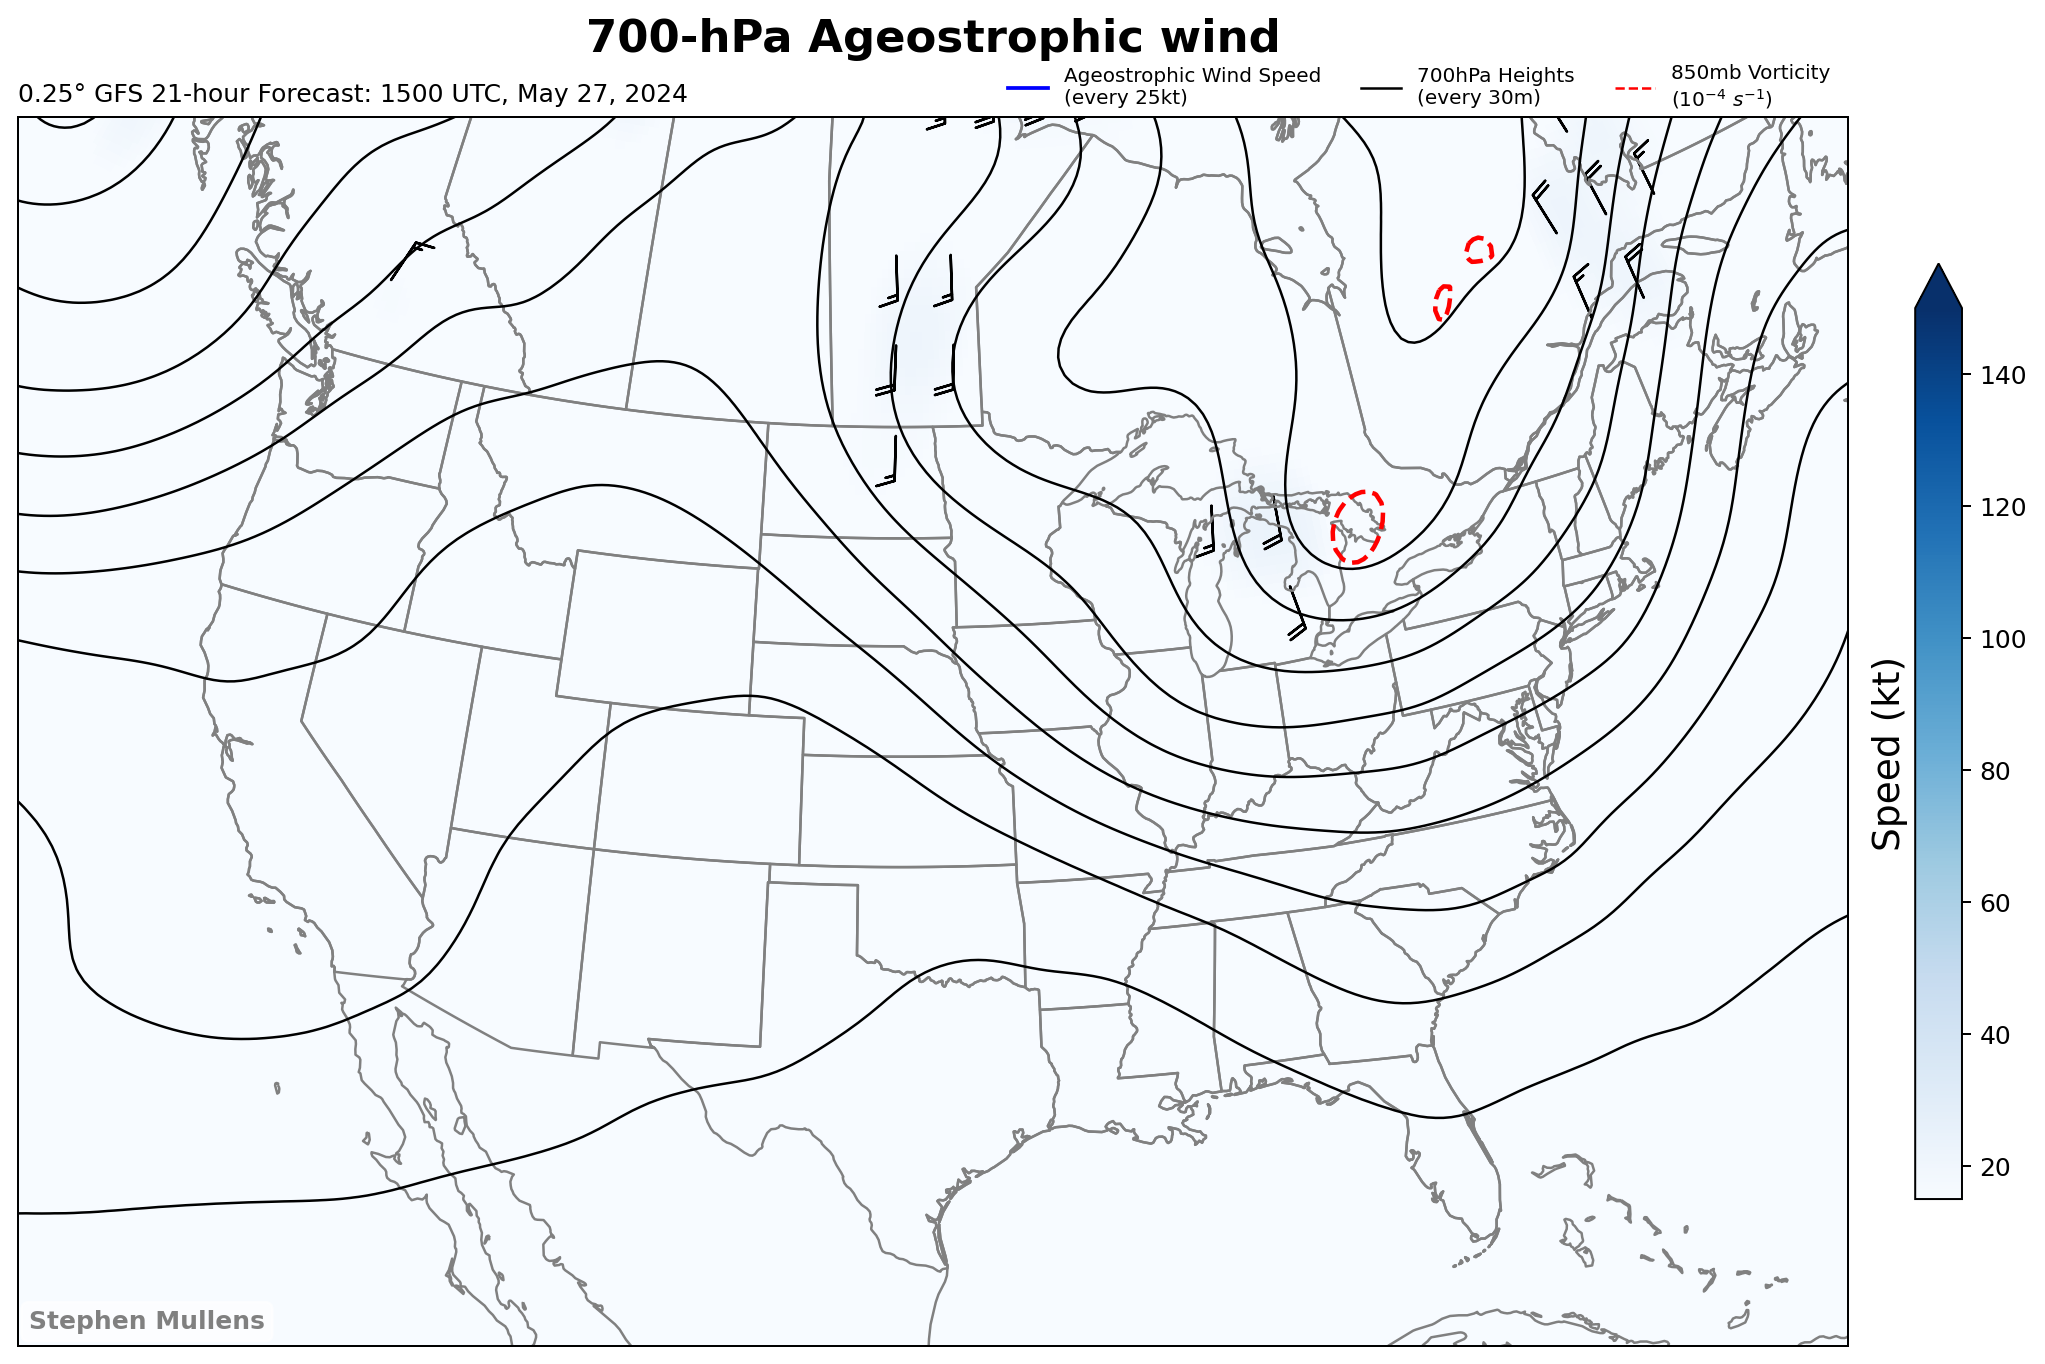 700-hPa Ageostrophic wind
0.25° GFS 21-hour Forecast: 1500 UTC, May 27, 2024
Ageostrophic Wind Speed
(every 25kt)
700hPa Heights
(every 30m)
850mb Vorticity
(10⁻⁴ s⁻¹)
140
120
100
80
60
40
20
Speed (kt)
Stephen Mullens